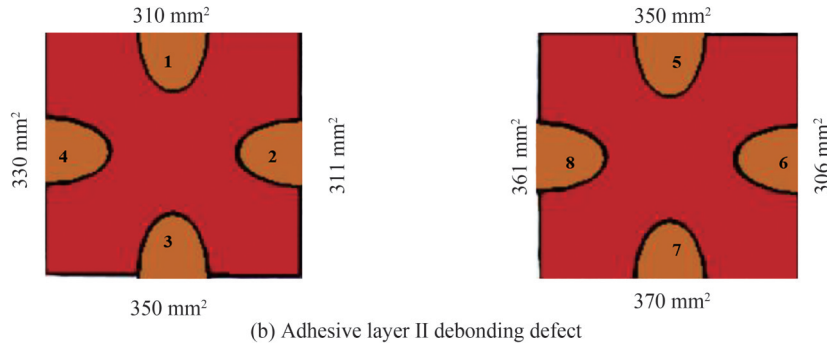 310 mm²
1
330 mm²
4
2
311 mm²
3
350 mm²
350 mm²
5
361 mm²
8
6
306 mm²
7
370 mm²
(b) Adhesive layer II debonding defect